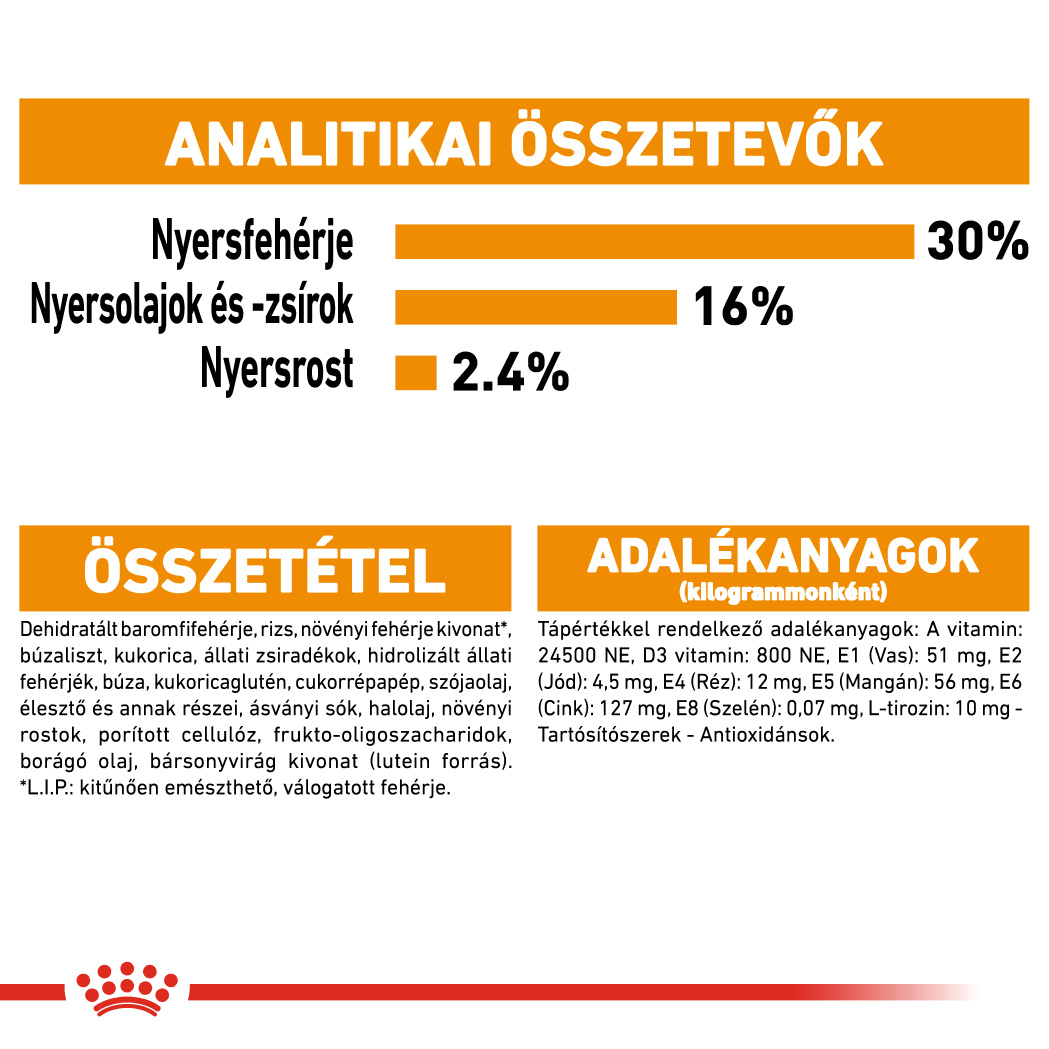 ANALITIKAI ÖSSZETEVŐK
Nyersfehérje 30%
Nyersolajok és -zsírok 16%
Nyersrost 2.4%
ÖSSZETÉTEL
Dehidratált baromfifehérje, rizs, növényi fehérje kivonat*,
búzaliszt, kukorica, állati zsiradékok, hidrolizált állati
fehérjék, búza, kukoricaglutén, cukorrépapép, szójaolaj,
élesztő és annak részei, ásványi sók, halolaj, növényi
rostok, porított cellulóz, frukto-oligoszacharidok,
borágó olaj, bársonyvirág kivonat (lutein forrás).
*L.I.P.: kitűnően emészthető, válogatott fehérje.
ADALÉKANYAGOK
(kilogrammonként)
Tápértékkel rendelkező adalékanyagok: A vitamin:
24500 NE, D3 vitamin: 800 NE, E1 (Vas): 51 mg, E2
(Jód): 4,5 mg, E4 (Réz): 12 mg, E5 (Mangán): 56 mg, E6
(Cink): 127 mg, E8 (Szelén): 0,07 mg, L-tirozin: 10 mg -
Tartósítószerek - Antioxidánsok.